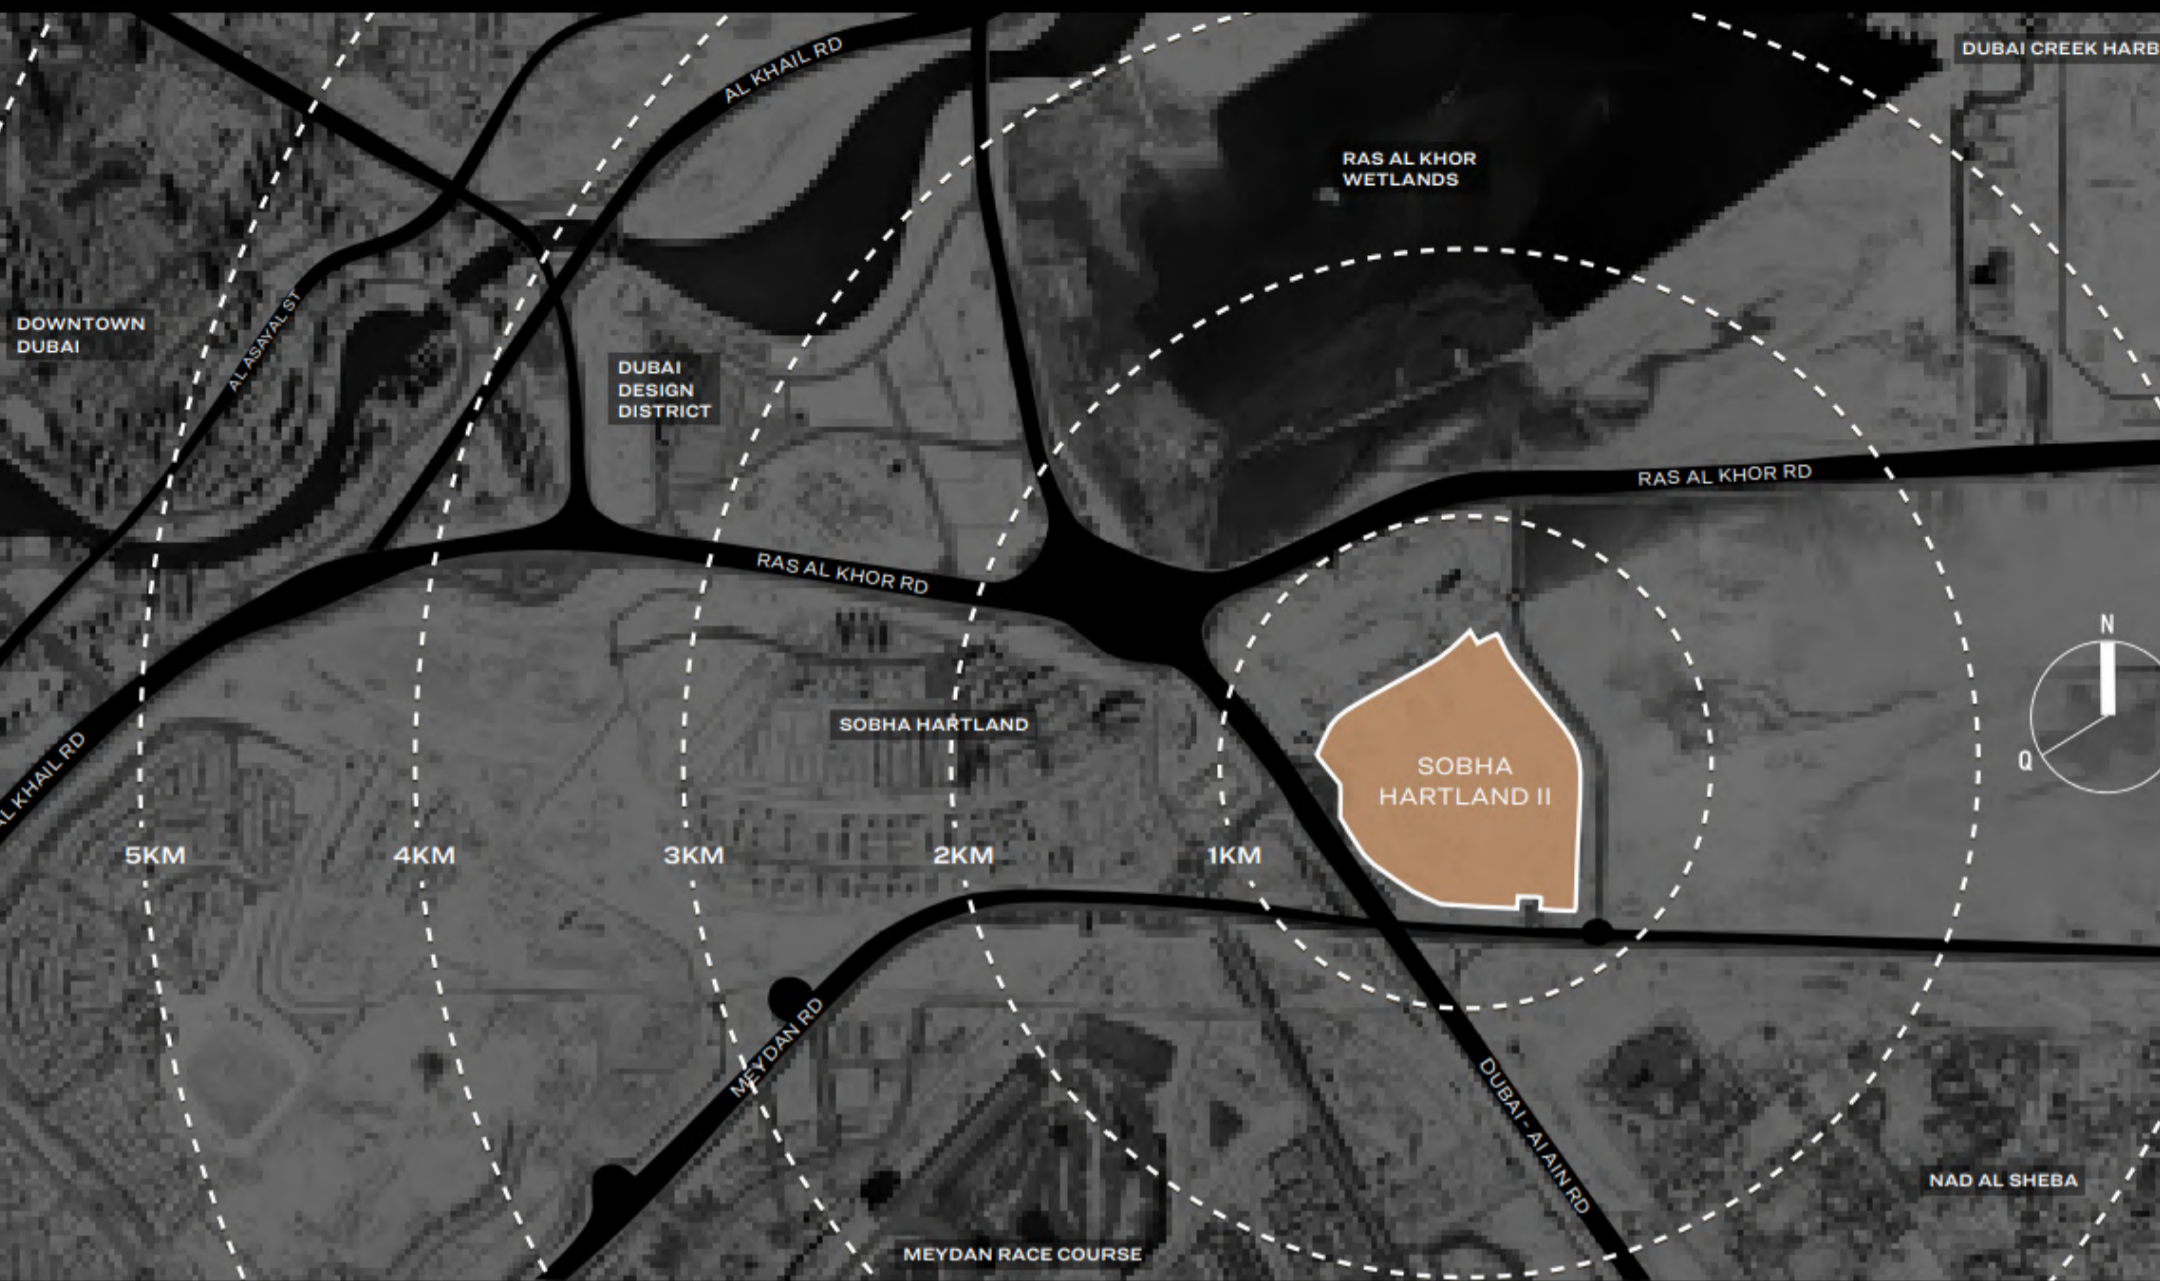 DUBAI CREEK HARB
AL KHAIL RD
RAS AL KHOR
WETLANDS
DOWNTOWN
DUBAI
AL ASAYAL ST
DUBAI
DESIGN
DISTRICT
RAS AL KHOR RD
RAS AL KHOR RD
N
Q
SOBHA HARTLAND
SOBHA
HARTLAND II
AL KHAIL RD
5KM
4KM
3KM
2KM
1KM
MEYDAN RD
DUBAI - Al AIN RD
NAD AL SHEBA
MEYDAN RACE COURSE